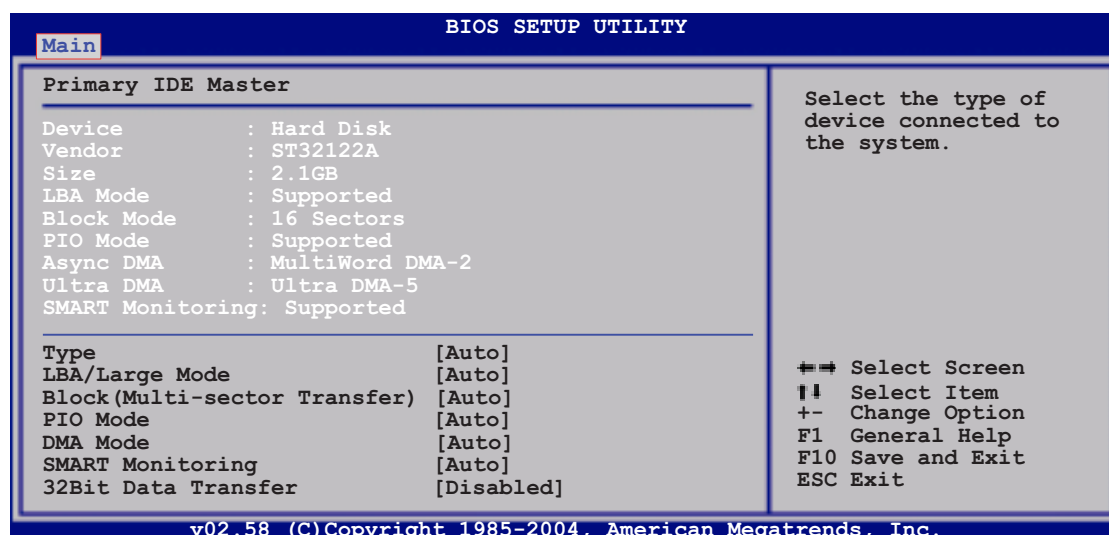 BIOS SETUP UTILITY
Main
Primary IDE Master
Device : Hard Disk
Vendor : ST32122A
Size : 2.1GB
LBA Mode : Supported
Block Mode : 16 Sectors
PIO Mode : Supported
Async DMA : MultiWord DMA-2
Ultra DMA : Ultra DMA-5
SMART Monitoring: Supported
Type [Auto]
LBA/Large Mode [Auto]
Block(Multi-sector Transfer) [Auto]
PIO Mode [Auto]
DMA Mode [Auto]
SMART Monitoring [Auto]
32Bit Data Transfer [Disabled]
Select the type of
device connected to
the system.
←→ Select Screen
↑↓ Select Item
+- Change Option
F1 General Help
F10 Save and Exit
ESC Exit
v02.58 (C)Copyright 1985-2004, American Megatrends, Inc.